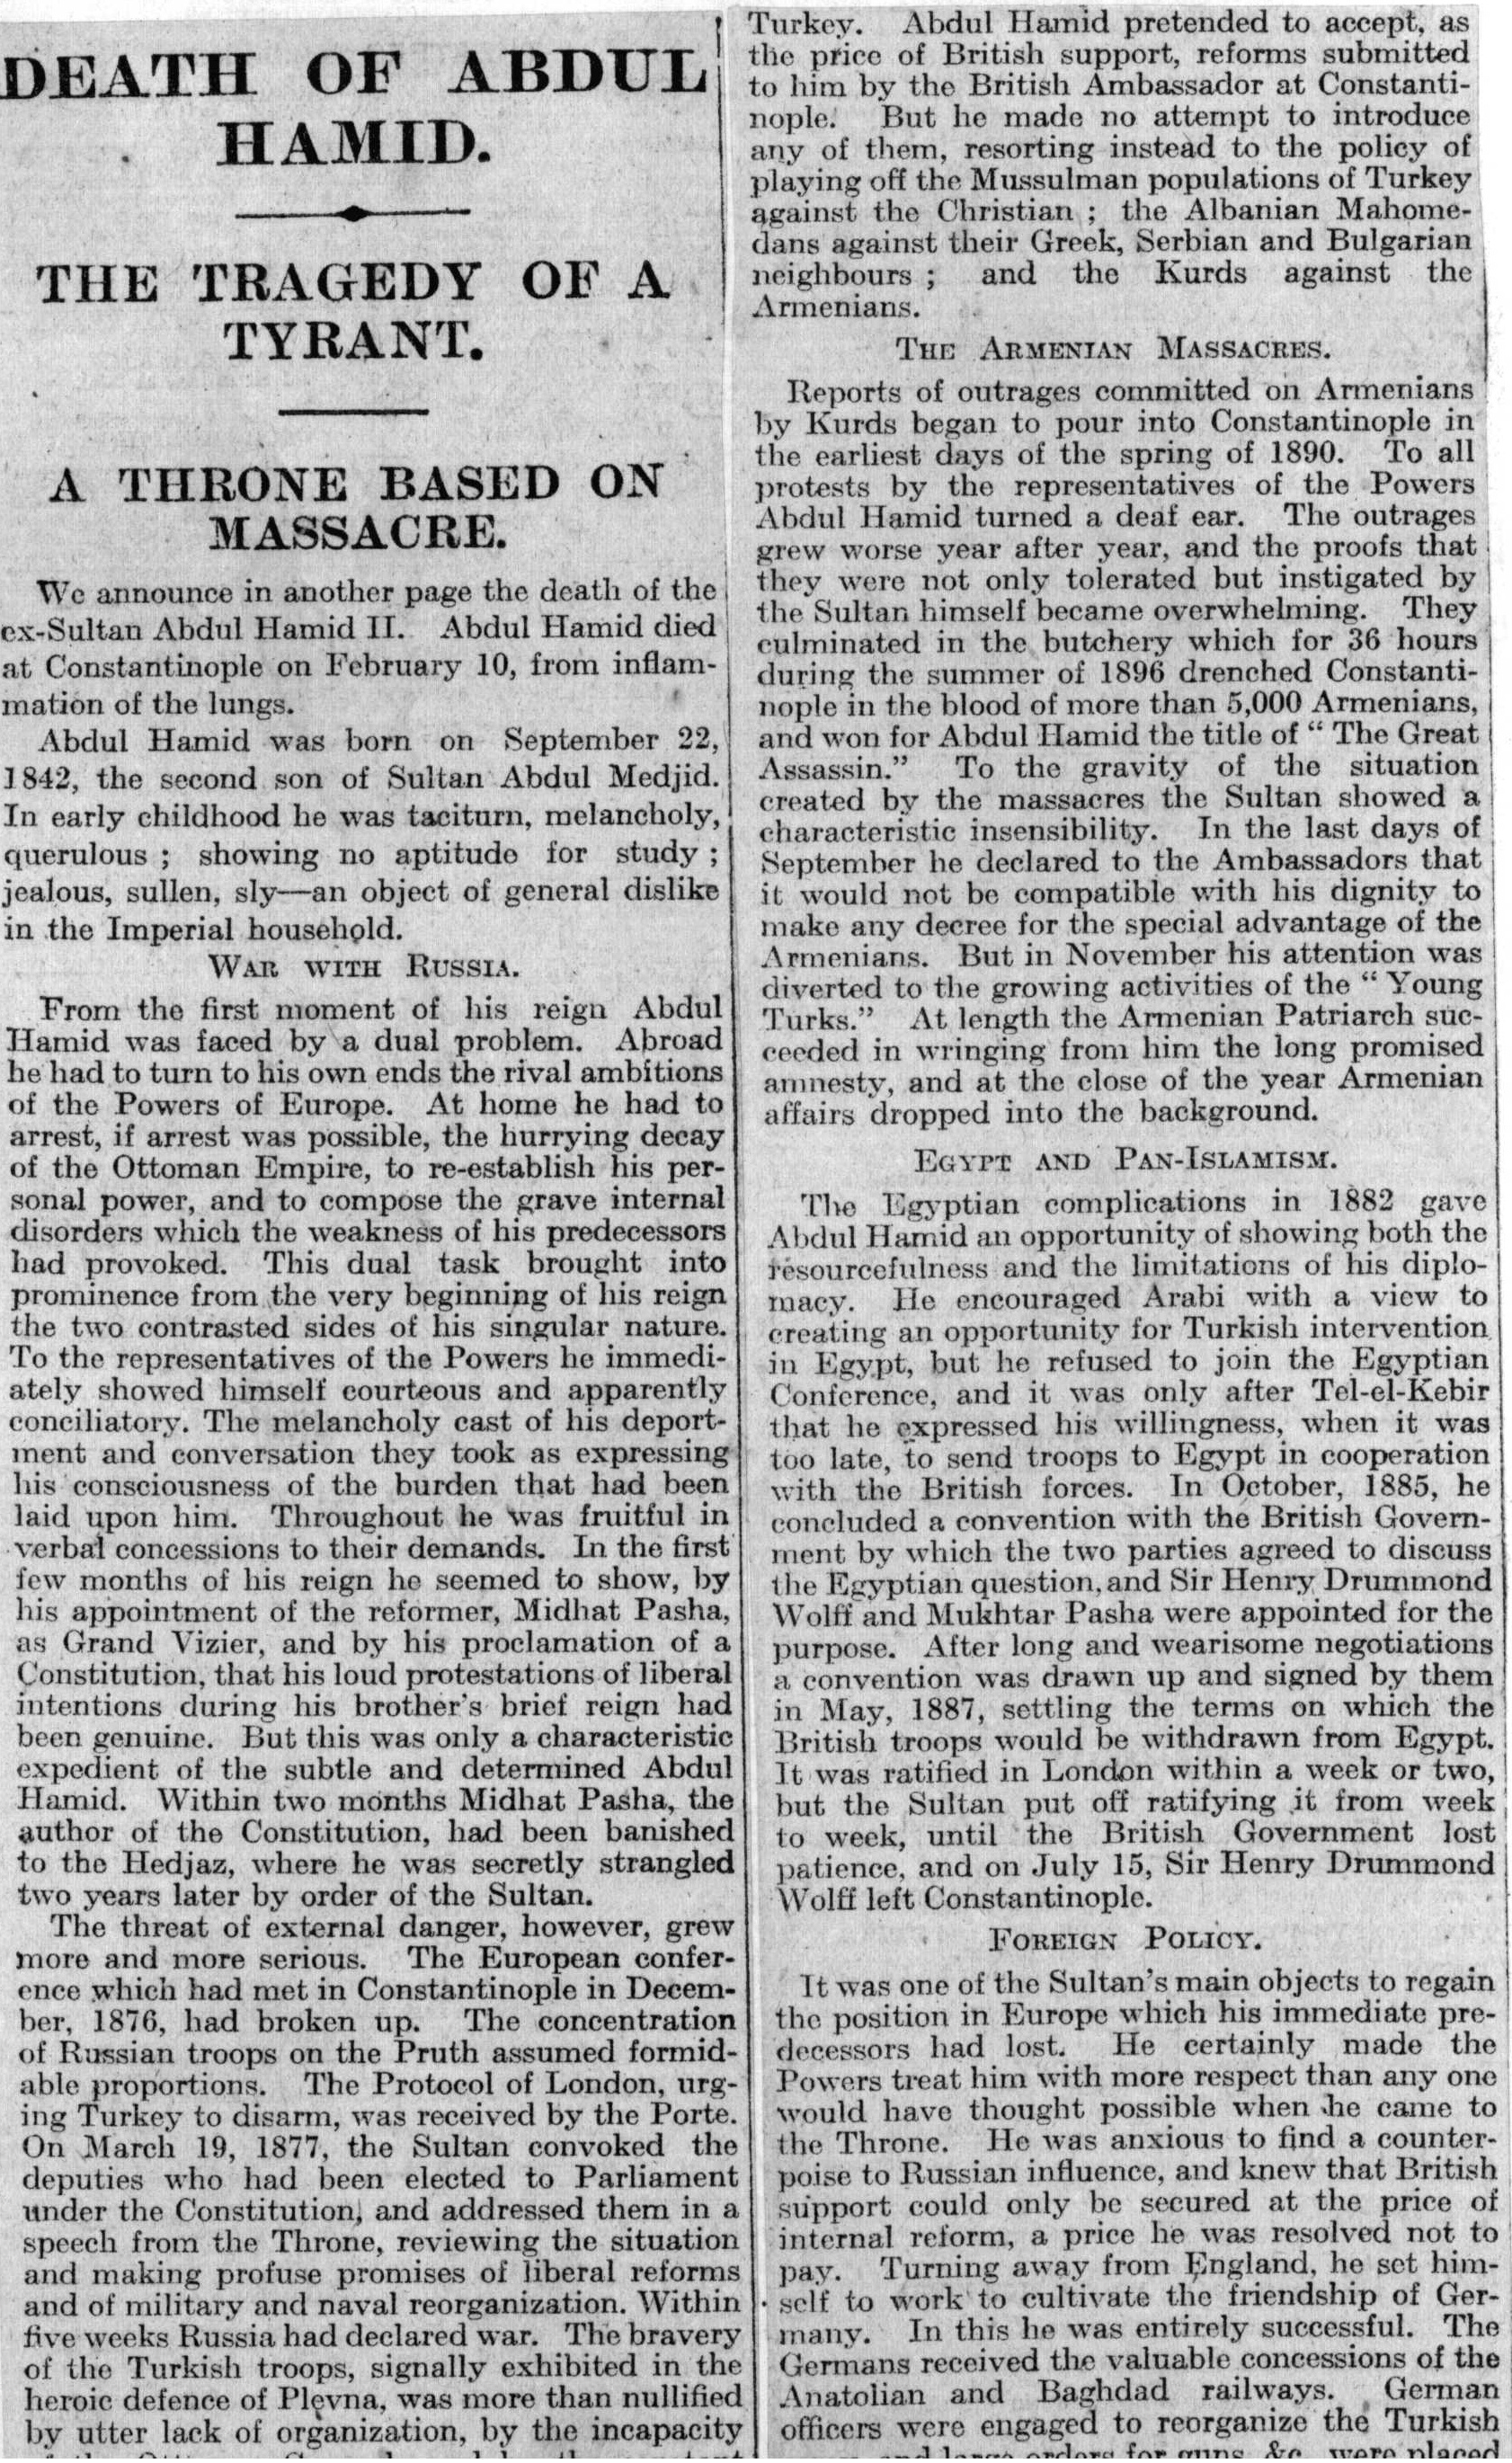 DEATH OF ABDUL
HAMID.
THE TRAGEDY OF A
TYRANT.
A THRONE BASED ON
MASSACRE.
We announce in another page the death of the
ex-Sultan Abdul Hamid II. Abdul Hamid died
at Constantinople on February 10, from inflam-
mation of the lungs.
Abdul Hamid was born on September 22,
1842, the second son of Sultan Abdul Medjid.
In early childhood he was taciturn, melancholy,
querulous ; showing no aptitude for study ;
jealous, sullen, sly—an object of general dislike
in the Imperial household.
WAR WITH RUSSIA.
From the first moment of his reign Abdul
Hamid was faced by a dual problem. Abroad
he had to turn to his own ends the rival ambitions
of the Powers of Europe. At home he had to
arrest, if arrest was possible, the hurrying decay
of the Ottoman Empire, to re-establish his per-
sonal power, and to compose the grave internal
disorders which the weakness of his predecessors
had provoked. This dual task brought into
prominence from the very beginning of his reign
the two contrasted sides of his singular nature.
To the representatives of the Powers he immedi-
ately showed himself courteous and apparently
conciliatory. The melancholy cast of his deport-
ment and conversation they took as expressing
his consciousness of the burden that had been
laid upon him. Throughout he was fruitful in
verbal concessions to their demands. In the first
few months of his reign he seemed to show, by
his appointment of the reformer, Midhat Pasha,
as Grand Vizier, and by his proclamation of a
Constitution, that his loud protestations of liberal
intentions during his brother's brief reign had
been genuine. But this was only a characteristic
expedient of the subtle and determined Abdul
Hamid. Within two months Midhat Pasha, the
author of the Constitution, had been banished
to the Hedjaz, where he was secretly strangled
two years later by order of the Sultan.
The threat of external danger, however, grew
more and more serious. The European confer-
ence which had met in Constantinople in Decem-
ber, 1876, had broken up. The concentration
of Russian troops on the Pruth assumed formid-
able proportions. The Protocol of London, urg-
ing Turkey to disarm, was received by the Porte.
On March 19, 1877, the Sultan convoked the
deputies who had been elected to Parliament
under the Constitution, and addressed them in a
speech from the Throne, reviewing the situation
and making profuse promises of liberal reforms
and of military and naval reorganization. Within
five weeks Russia had declared war. The bravery
of the Turkish troops, signally exhibited in the
heroic defence of Plevna, was more than nullified
by utter lack of organization, by the incapacity
Turkey. Abdul Hamid pretended to accept, as
the price of British support, reforms submitted
to him by the British Ambassador at Constanti-
nople. But he made no attempt to introduce
any of them, resorting instead to the policy of
playing off the Mussulman populations of Turkey
against the Christian ; the Albanian Mahome-
dans against their Greek, Serbian and Bulgarian
neighbours ; and the Kurds against the
Armenians.
THE ARMENIAN MASSACRES.
Reports of outrages committed on Armenians
by Kurds began to pour into Constantinople in
the earliest days of the spring of 1890. To all
protests by the representatives of the Powers
Abdul Hamid turned a deaf ear. The outrages
grew worse year after year, and the proofs that
they were not only tolerated but instigated by
the Sultan himself became overwhelming. They
culminated in the butchery which for 36 hours
during the summer of 1896 drenched Constanti-
nople in the blood of more than 5,000 Armenians,
and won for Abdul Hamid the title of " The Great
Assassin." To the gravity of the situation
created by the massacres the Sultan showed a
characteristic insensibility. In the last days of
September he declared to the Ambassadors that
it would not be compatible with his dignity to
make any decree for the special advantage of the
Armenians. But in November his attention was
diverted to the growing activities of the " Young
Turks." At length the Armenian Patriarch suc-
ceeded in wringing from him the long promised
amnesty, and at the close of the year Armenian
affairs dropped into the background.
EGYPT AND PAN-ISLAMISM.
The Egyptian complications in 1882 gave
Abdul Hamid an opportunity of showing both the
resourcefulness and the limitations of his diplo-
macy. He encouraged Arabi with a view to
creating an opportunity for Turkish intervention
in Egypt, but he refused to join the Egyptian
Conference, and it was only after Tel-el-Kebir
that he expressed his willingness, when it was
too late, to send troops to Egypt in cooperation
with the British forces. In October, 1885, he
concluded a convention with the British Govern-
ment by which the two parties agreed to discuss
the Egyptian question, and Sir Henry Drummond
Wolff and Mukhtar Pasha were appointed for the
purpose. After long and wearisome negotiations
a convention was drawn up and signed by them
in May, 1887, settling the terms on which the
British troops would be withdrawn from Egypt.
It was ratified in London within a week or two,
but the Sultan put off ratifying it from week
to week, until the British Government lost
patience, and on July 15, Sir Henry Drummond
Wolff left Constantinople.
FOREIGN POLICY.
It was one of the Sultan's main objects to regain
the position in Europe which his immediate pre-
decessors had lost. He certainly made the
Powers treat him with more respect than any one
would have thought possible when he came to
the Throne. He was anxious to find a counter-
poise to Russian influence, and knew that British
support could only be secured at the price of
internal reform, a price he was resolved not to
pay. Turning away from England, he set him-
self to work to cultivate the friendship of Ger-
many. In this he was entirely successful. The
Germans received the valuable concessions of the
Anatolian and Baghdad railways. German
officers were engaged to reorganize the Turkish